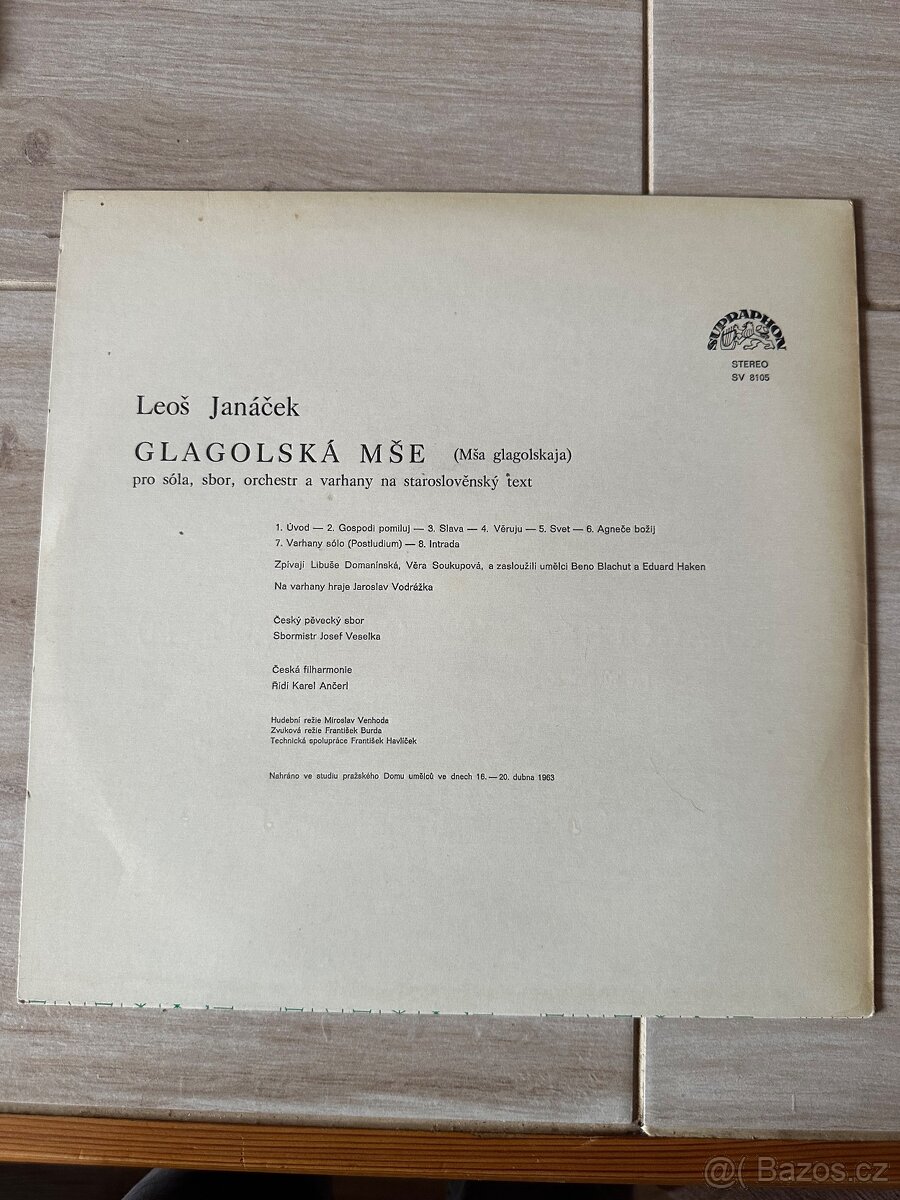 SUPRAPHON
STEREO
SV 8105
Leoš Janáček
GLAGOLSKÁ MŠE (Mša glagolskaja)
pro sóla, sbor, orchestr a varhany na staroslověnský text
1. Úvod — 2. Gospodi pomiluj — 3. Slava — 4. Věruju — 5. Svet — 6. Agneče božij
7. Varhany sólo (Postludium) — 8. Intrada
Zpívají Libuše Domanínská, Věra Soukupová, a zasloužilí umělci Beno Blachut a Eduard Haken
Na varhany hraje Jaroslav Vodrážka
Český pěvecký sbor
Sbormistr Josef Veselka
Česká filharmonie
Řídí Karel Ančerl
Hudební režie Miroslav Venhoda
Zvuková režie František Burda
Technická spolupráce František Havlíček
Nahráno ve studiu pražského Domu umělců ve dnech 16. — 20. dubna 1963
@( Bazos.cz